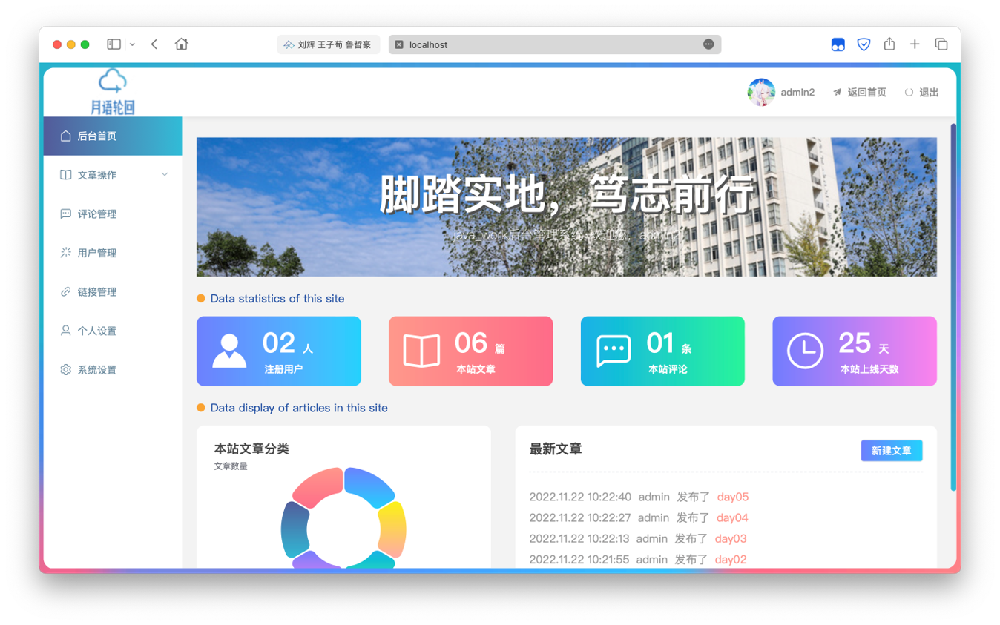 刘辉 王子荀 鲁哲豪
localhost
月语轮回
admin2
返回首页
退出
后台首页
文章操作
评论管理
用户管理
链接管理
个人设置
系统设置
脚踏实地，笃志前行
java_work后台管理系统，欢迎您，admin2
Data statistics of this site
02 人
注册用户
06 篇
本站文章
01 条
本站评论
25 天
本站上线天数
Data display of articles in this site
本站文章分类
文章数量
最新文章
新建文章
2022.11.22 10:22:40 admin 发布了 day05
2022.11.22 10:22:27 admin 发布了 day04
2022.11.22 10:22:13 admin 发布了 day03
2022.11.22 10:21:55 admin 发布了 day02